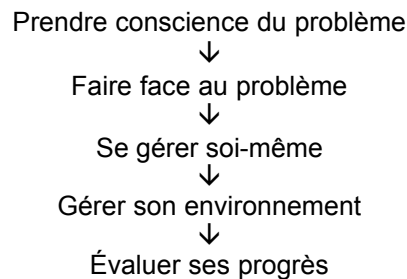 Prendre conscience du problème
↓
Faire face au problème
↓
Se gérer soi-même
↓
Gérer son environnement
↓
Évaluer ses progrès